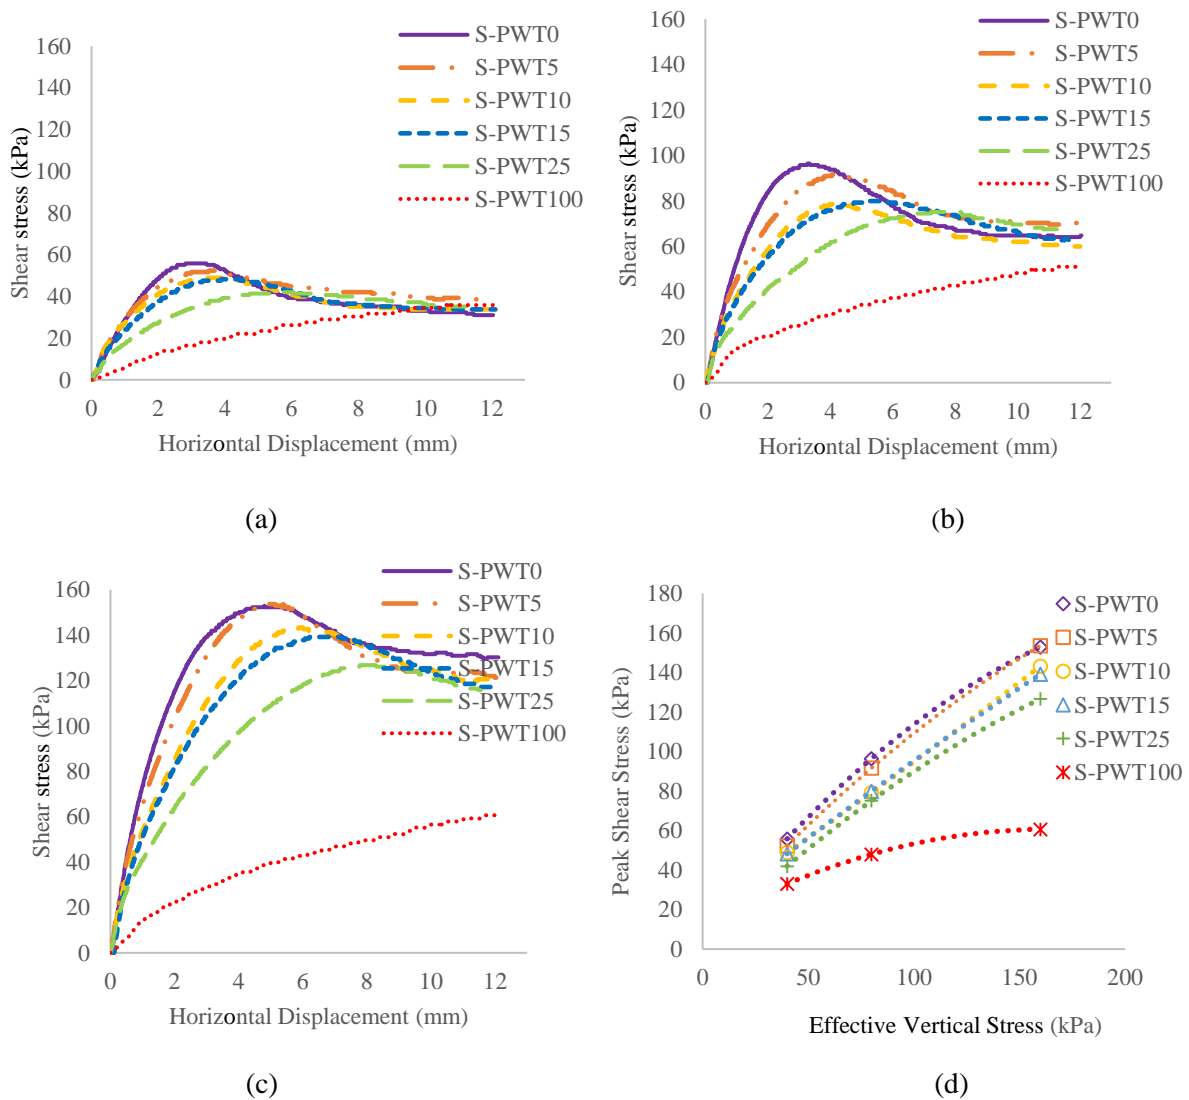 S-PWT0
S-PWT5
S-PWT10
S-PWT15
S-PWT25
S-PWT100
160
140
120
100
80
60
40
20
0
Shear stress (kPa)
0 2 4 6 8 10 12
Horizontal Displacement (mm)
(a)
S-PWT0
S-PWT5
S-PWT10
S-PWT15
S-PWT25
S-PWT100
160
140
120
100
80
60
40
20
0
Shear stress (kPa)
0 2 4 6 8 10 12
Horizontal Displacement (mm)
(b)
S-PWT0
S-PWT5
S-PWT10
S-PWT15
S-PWT25
S-PWT100
160
140
120
100
80
60
40
20
0
Shear stress (kPa)
0 2 4 6 8 10 12
Horizontal Displacement (mm)
(c)
S-PWT0
S-PWT5
S-PWT10
S-PWT15
S-PWT25
S-PWT100
180
160
140
120
100
80
60
40
20
0
Peak Shear Stress (kPa)
0 50 100 150 200
Effective Vertical Stress (kPa)
(d)